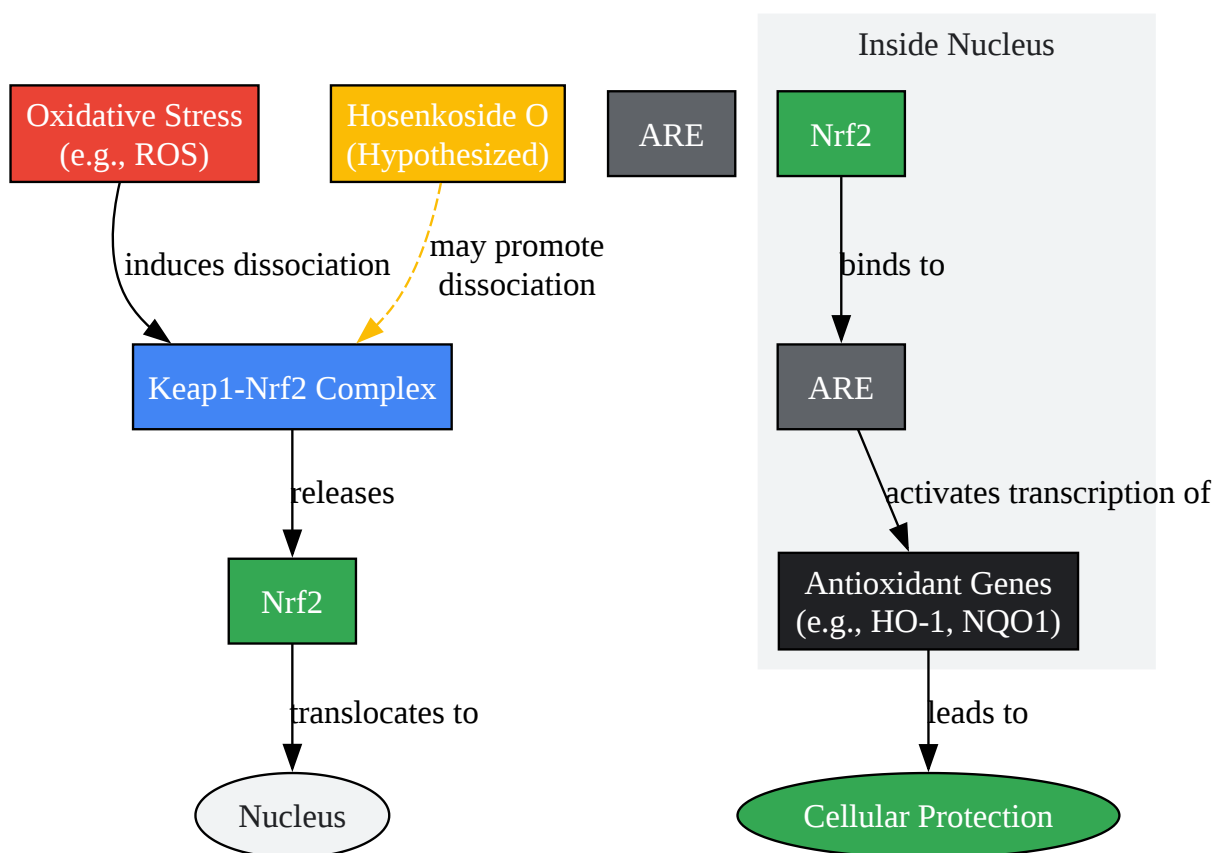 Inside Nucleus
Oxidative Stress
(e.g., ROS)
Hosenkoside O
(Hypothesized)
ARE
Nrf2
induces dissociation
may promote
dissociation
binds to
Keap1-Nrf2 Complex
ARE
releases
activates transcription of
Nrf2
Antioxidant Genes
(e.g., HO-1, NQO1)
translocates to
leads to
Nucleus
Cellular Protection